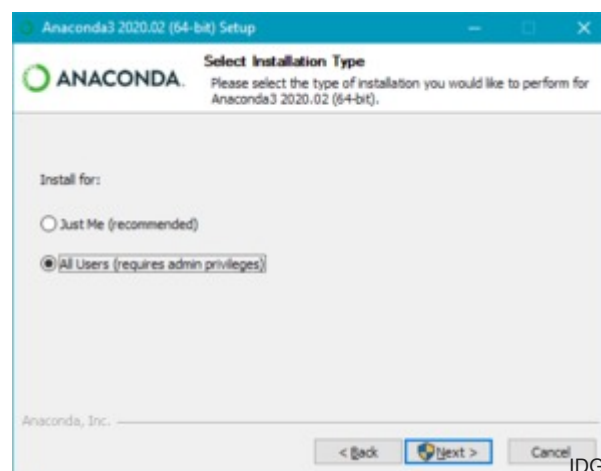 Anaconda3 2020.02 (64-bit) Setup
ANACONDA.
Select Installation Type
Please select the type of installation you would like to perform for
Anaconda3 2020.02 (64-bit).
Install for:
Just Me (recommended)
All Users (requires admin privileges)
Anaconda, Inc.
< Back
Next >
Cancel
IDG